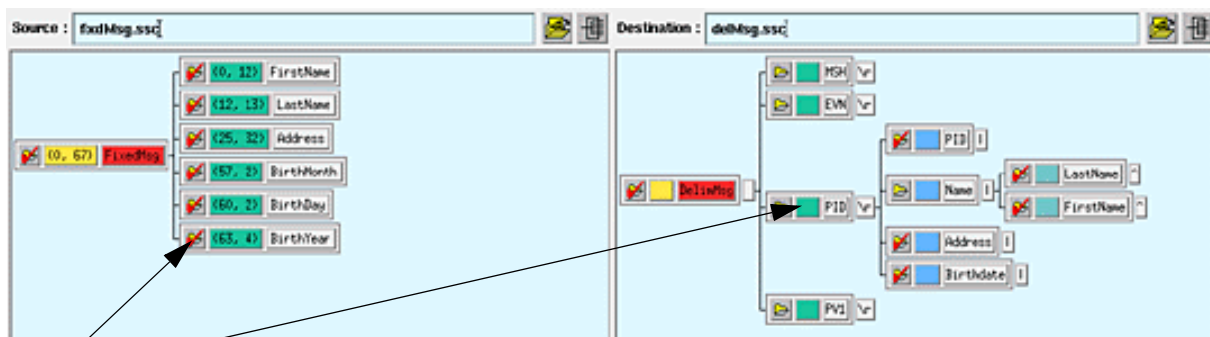 Source : fxdMsg.ssc
(0, 12) FirstName
(12, 13) LastName
(25, 32) Address
(0, 67) FixedMsg
(57, 2) BirthMonth
(60, 2) BirthDay
(63, 4) BirthYear
Destination : delMsg.ssc
MSH \r
EVN \r
PID |
LastName ^
DelimMsg
PID \r
Name |
FirstName ^
Address |
Birthdate |
PV1 \r